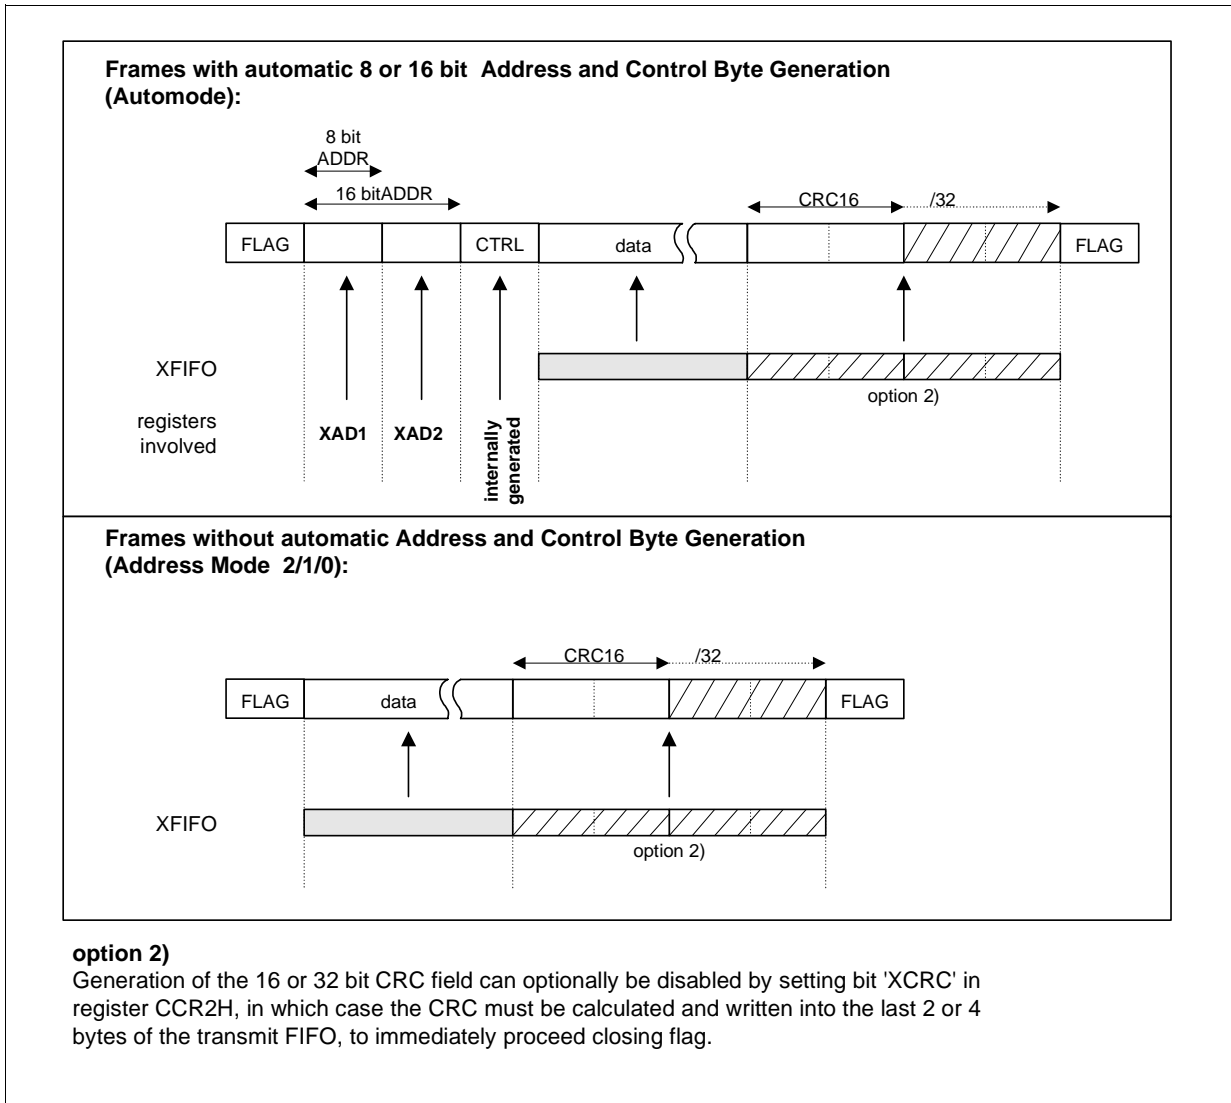 Frames with automatic 8 or 16 bit Address and Control Byte Generation
(Automode):
8 bit
ADDR
16 bitADDR
CRC16
/32
FLAG
CTRL
data
FLAG
XFIFO
option 2)
registers
involved
XAD1
XAD2
internally
generated
Frames without automatic Address and Control Byte Generation
(Address Mode 2/1/0):
CRC16
/32
FLAG
data
FLAG
XFIFO
option 2)
option 2)
Generation of the 16 or 32 bit CRC field can optionally be disabled by setting bit 'XCRC' in
register CCR2H, in which case the CRC must be calculated and written into the last 2 or 4
bytes of the transmit FIFO, to immediately proceed closing flag.